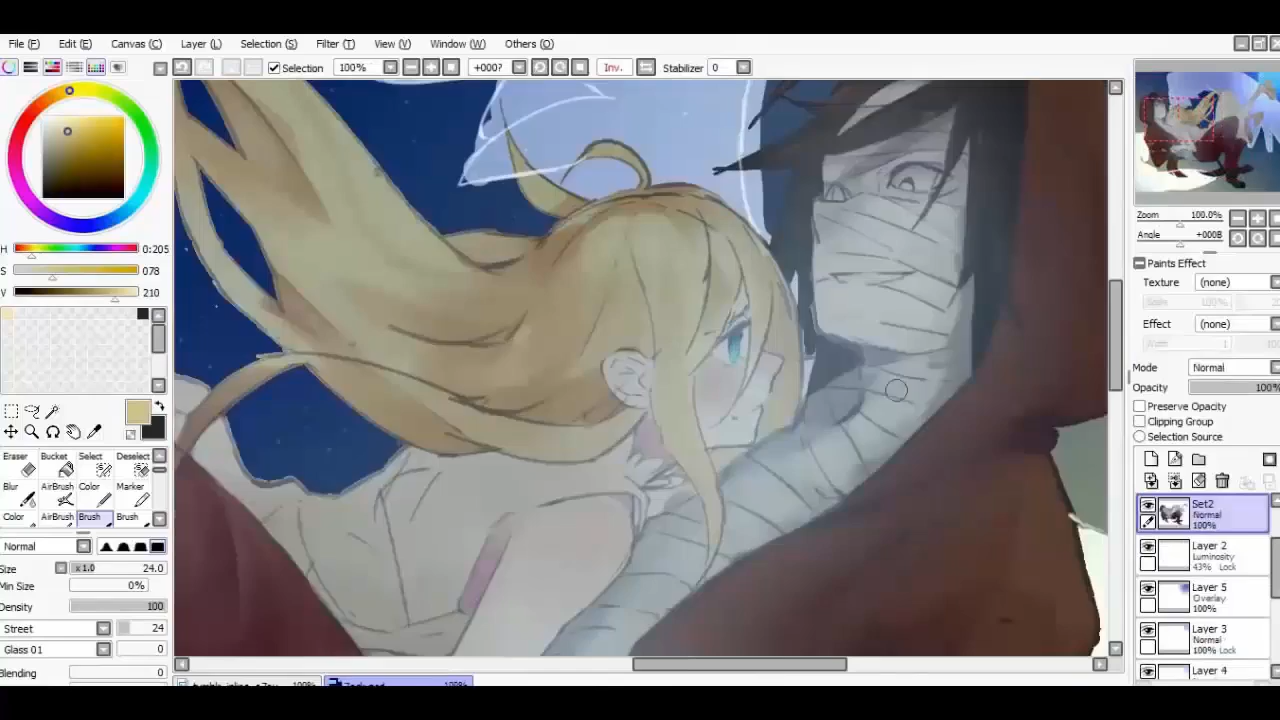 File (F) Edit (E) Canvas (C) Layer (L) Selection (S) Filter (T) View (V) Window (W) Others (O)
Selection 100% +000? Inv. Stabilizer 0
H 0:205
S 078
V 210
Zoom 100.0%
Angle +000B
Paints Effect
Texture (none)
Effect (none)
Mode Normal
Opacity 100%
Preserve Opacity
Clipping Group
Selection Source
Eraser Bucket Select Deselect
Blur AirBrush Color Marker
Color AirBrush Brush Brush
Normal
Size x 1.0 24.0
Min Size 0%
Density 100
Street 24
Glass 01 0
Blending 0
Set2
Normal
100%
Layer 2
Luminosity
43% Lock
Layer 5
Overlay
100%
Layer 3
100% Lock
Layer 4
100%
100%